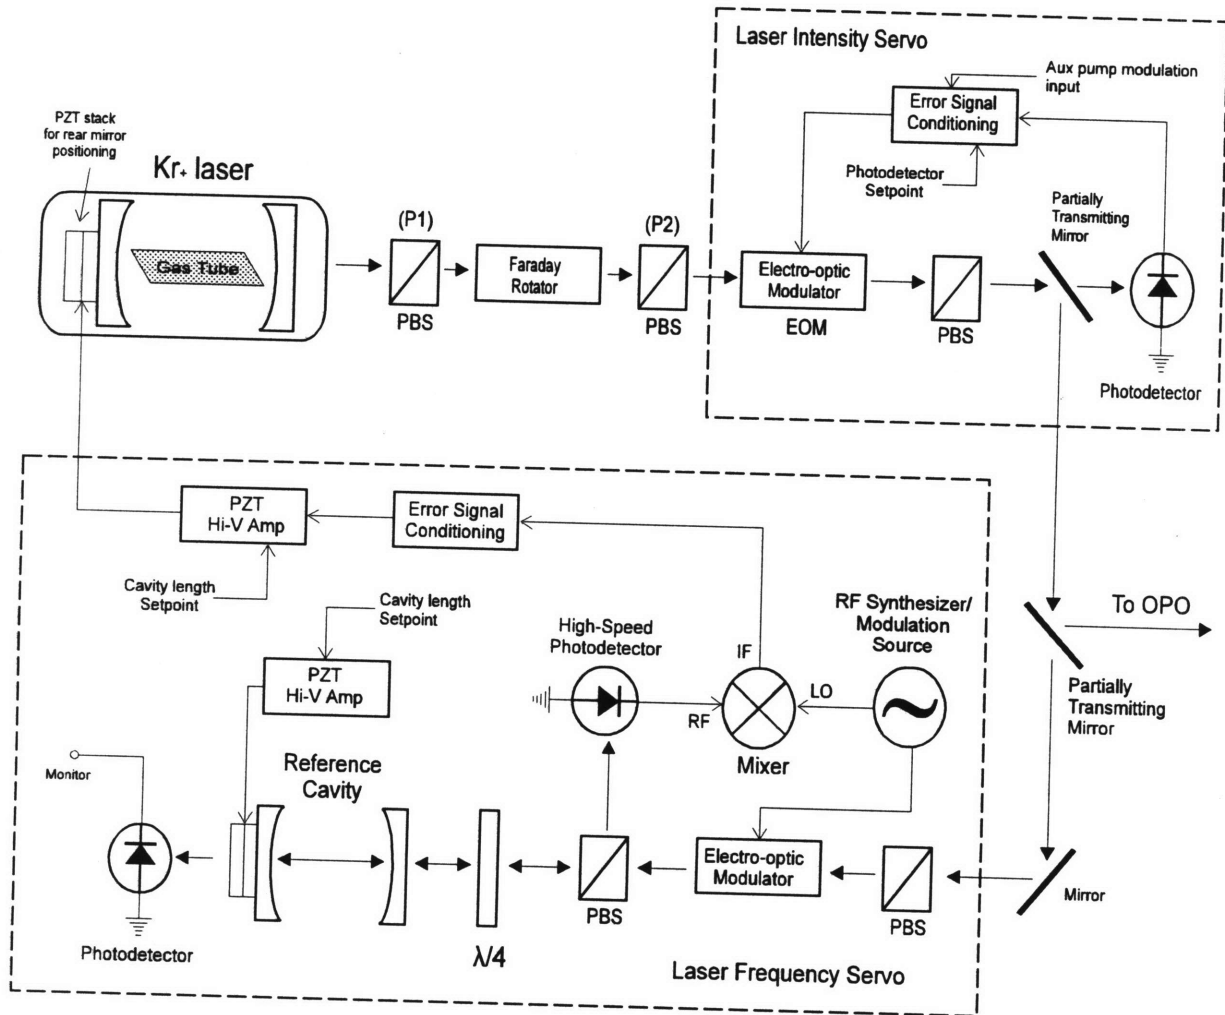 Laser Intensity Servo
Aux pump modulation
input
Error Signal
Conditioning
Photodetector
Setpoint
PZT stack
for rear mirror
positioning
Kr+ laser
Gas Tube
(P1)
PBS
Faraday
Rotator
(P2)
PBS
Electro-optic
Modulator
EOM
PBS
Partially
Transmitting
Mirror
Photodetector
PZT
Hi-V Amp
Error Signal
Conditioning
Cavity length
Setpoint
Cavity length
Setpoint
PZT
Hi-V Amp
High-Speed
Photodetector
IF
RF
LO
Mixer
RF Synthesizer/
Modulation
Source
To OPO
Partially
Transmitting
Mirror
Monitor
Reference
Cavity
Photodetector
λ/4
PBS
Electro-optic
Modulator
PBS
Mirror
Laser Frequency Servo